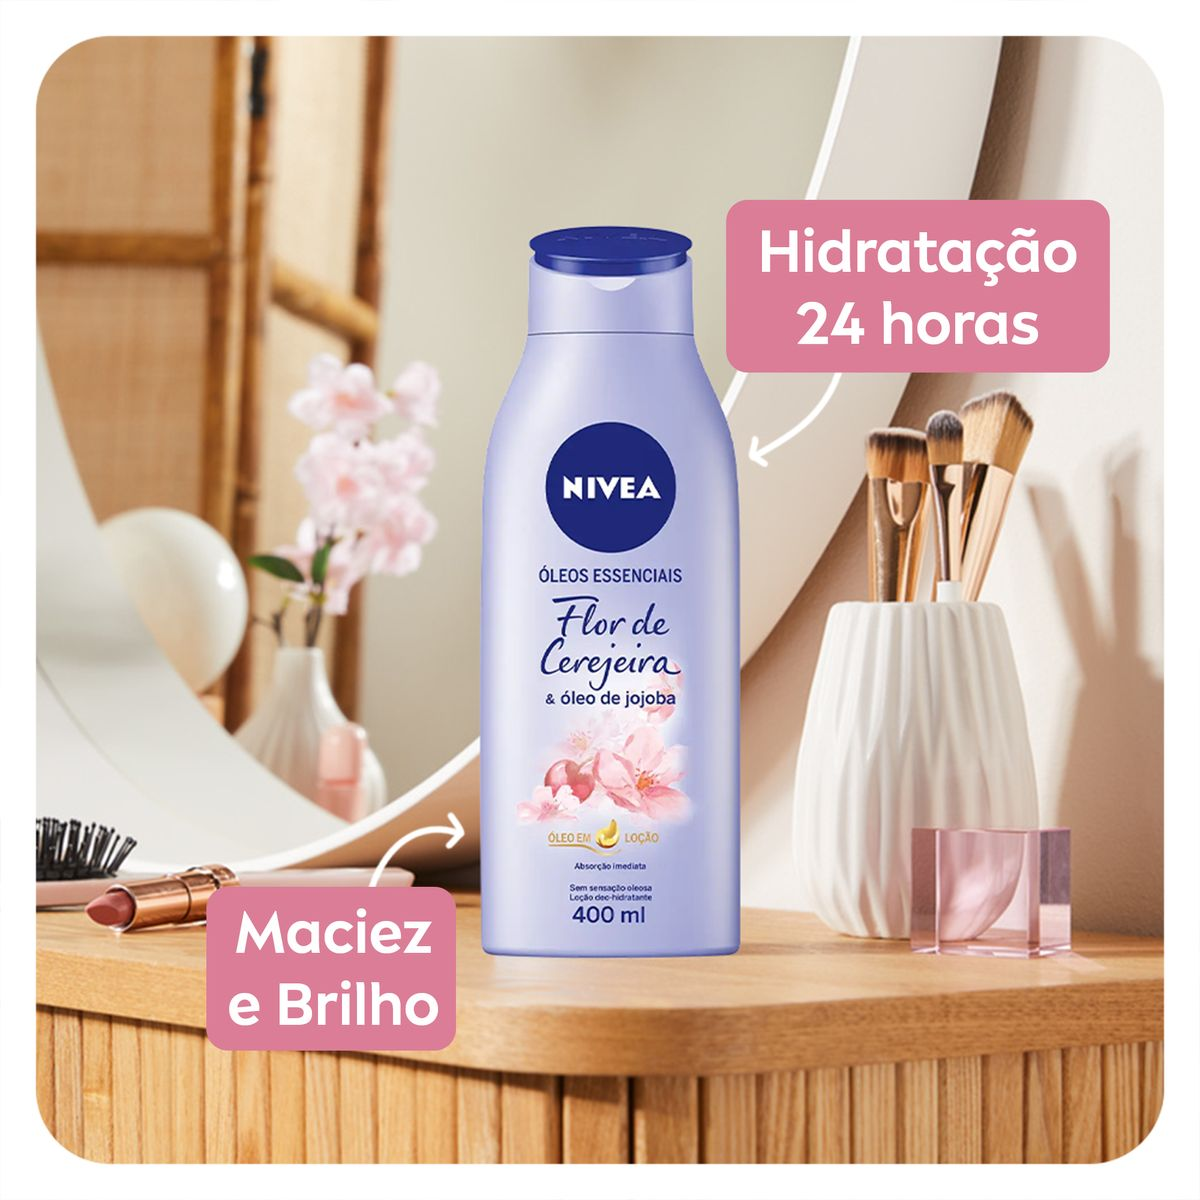 Hidratação
24 horas
NIVEA
ÓLEOS ESSENCIAIS
Flor de
Cerejeira
& óleo de jojoba
ÓLEO EM LOÇÃO
Absorção imediata
Sem sensação oleosa
Loção deo-hidratante
400 ml
Maciez
e Brilho